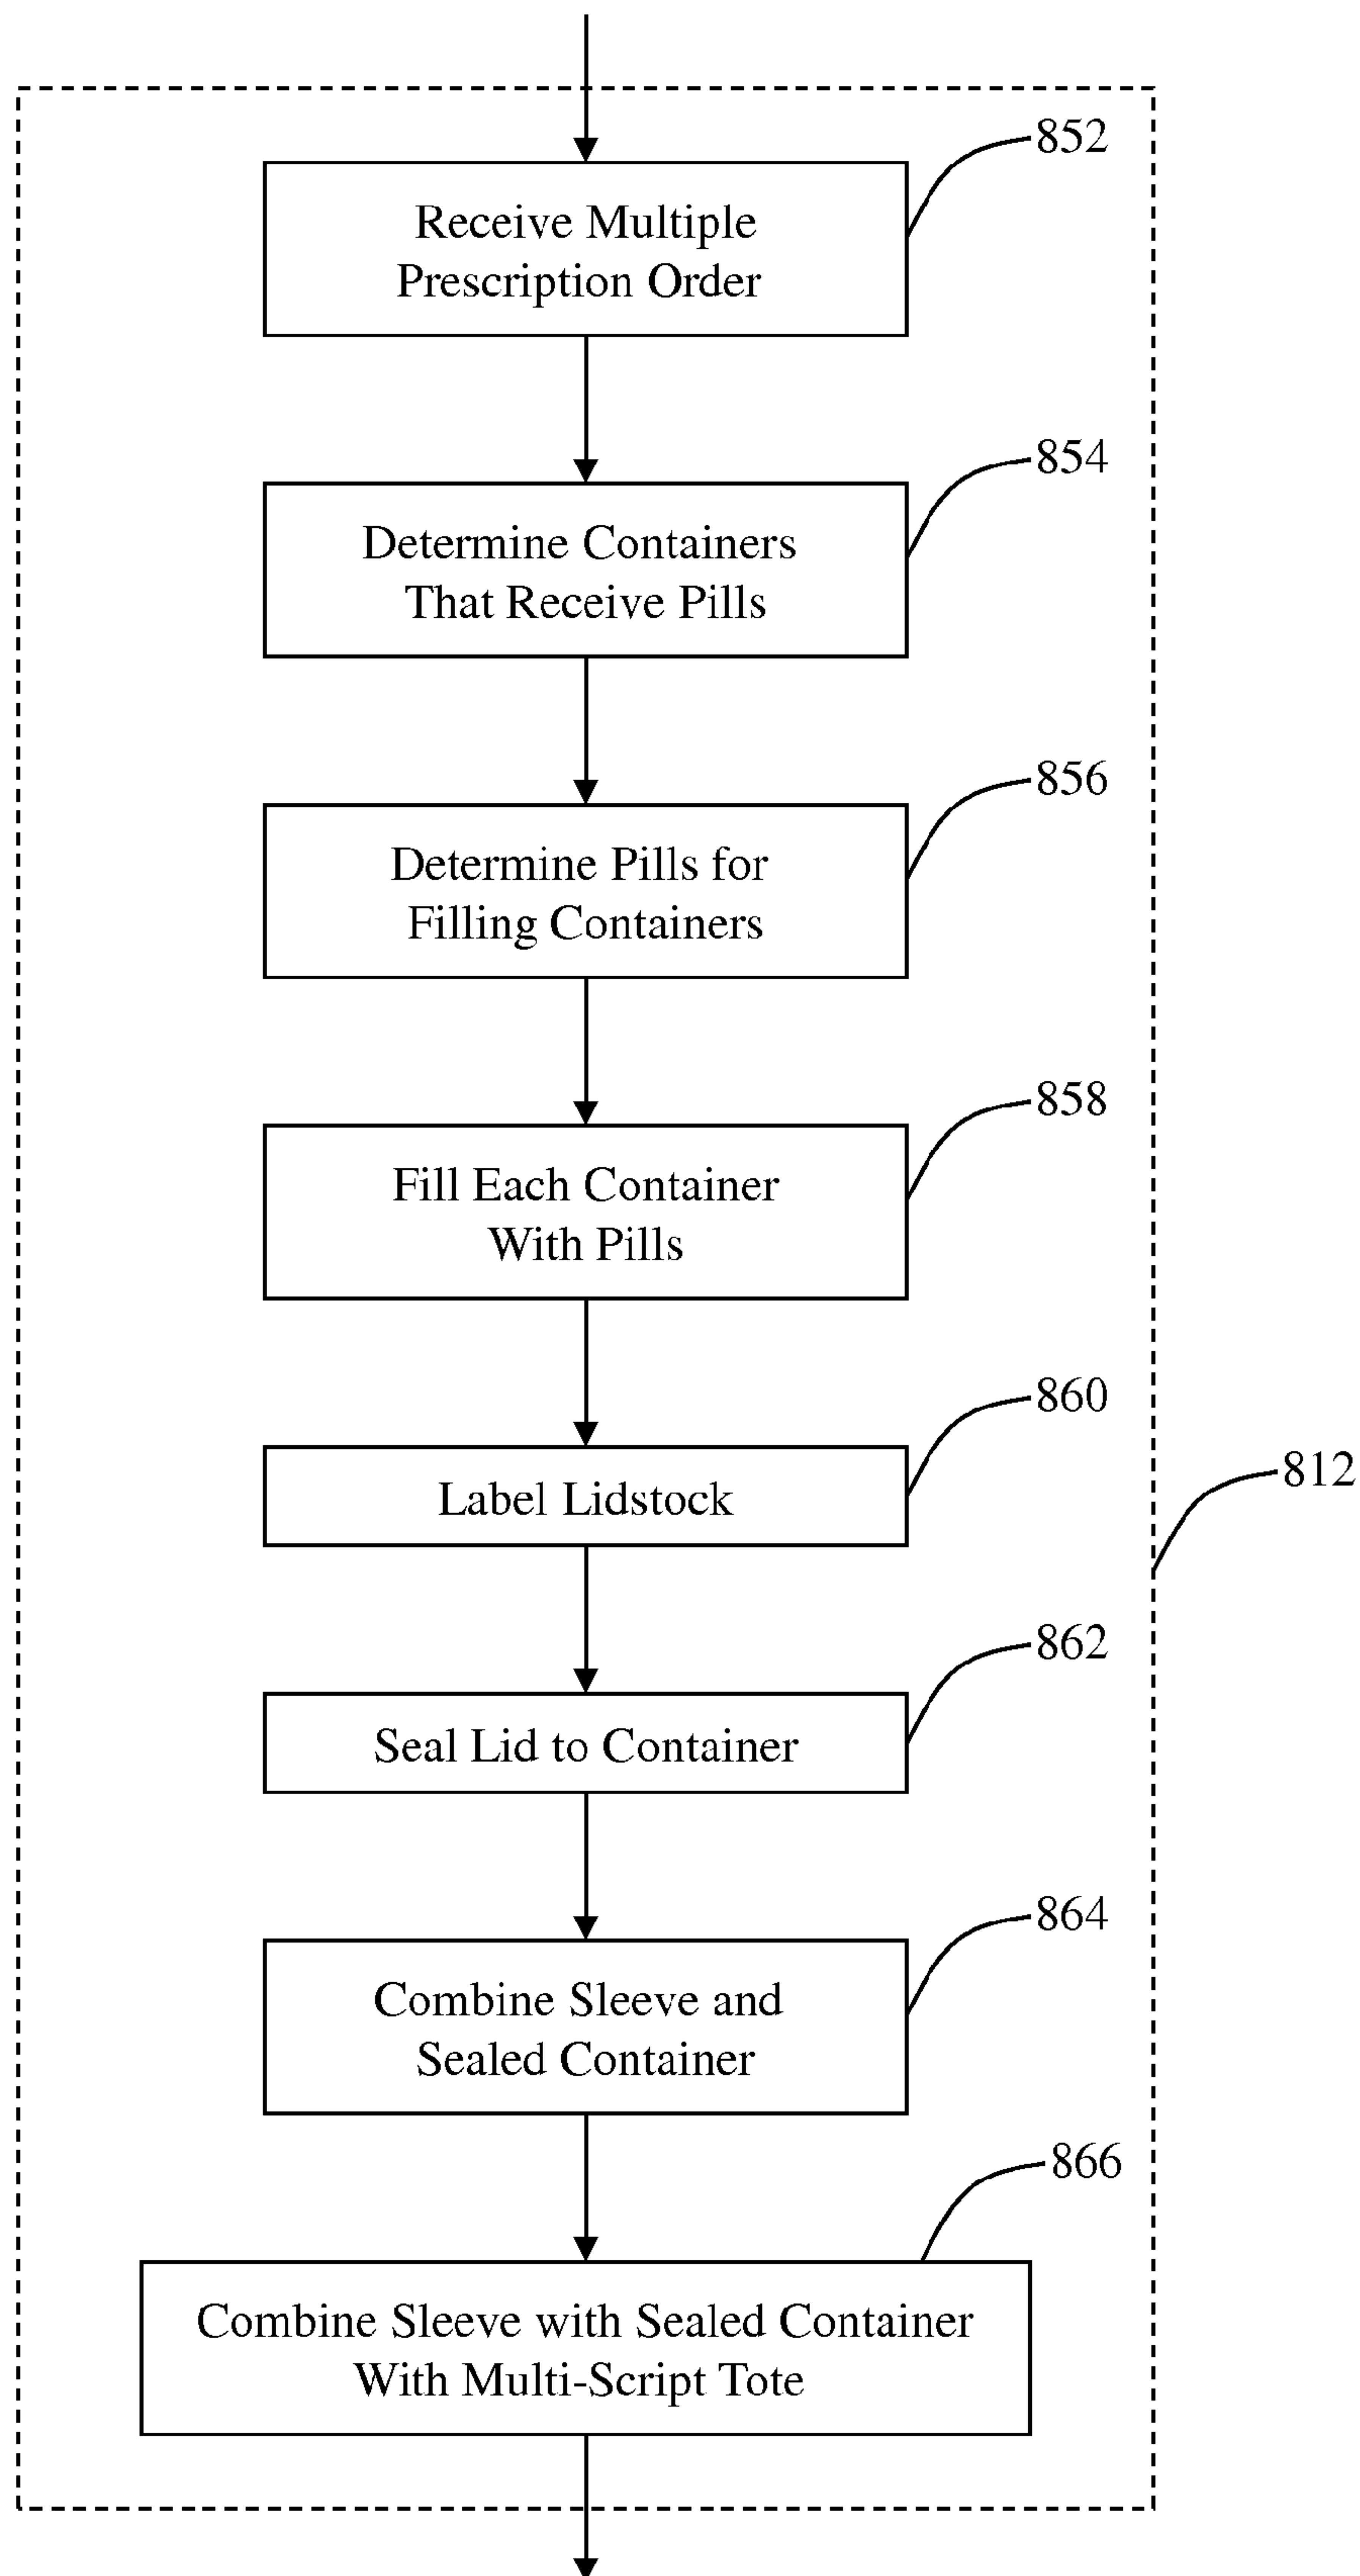 852
Receive Multiple
Prescription Order
854
Determine Containers
That Receive Pills
856
Determine Pills for
Filling Containers
858
Fill Each Container
With Pills
860
Label Lidstock
812
862
Seal Lid to Container
864
Combine Sleeve and
Sealed Container
866
Combine Sleeve with Sealed Container
With Multi-Script Tote